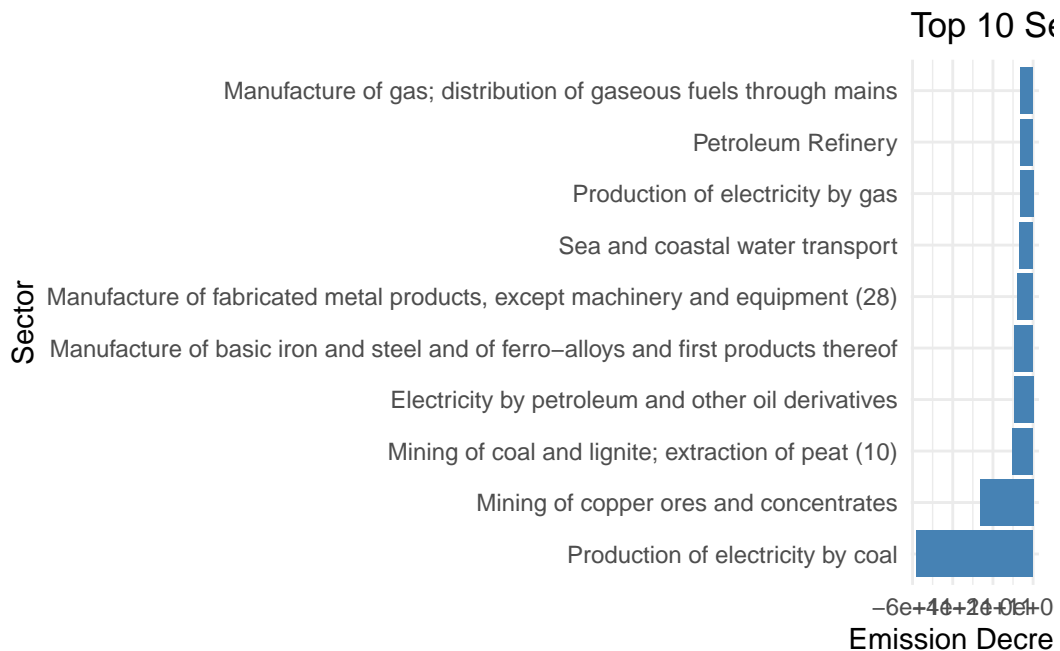 Top 10 Se
Manufacture of gas; distribution of gaseous fuels through mains
Petroleum Refinery
Production of electricity by gas
Sea and coastal water transport
Manufacture of fabricated metal products, except machinery and equipment (28)
Manufacture of basic iron and steel and of ferro−alloys and first products thereof
Electricity by petroleum and other oil derivatives
Mining of coal and lignite; extraction of peat (10)
Mining of copper ores and concentrates
Production of electricity by coal
Sector
Emission Decre